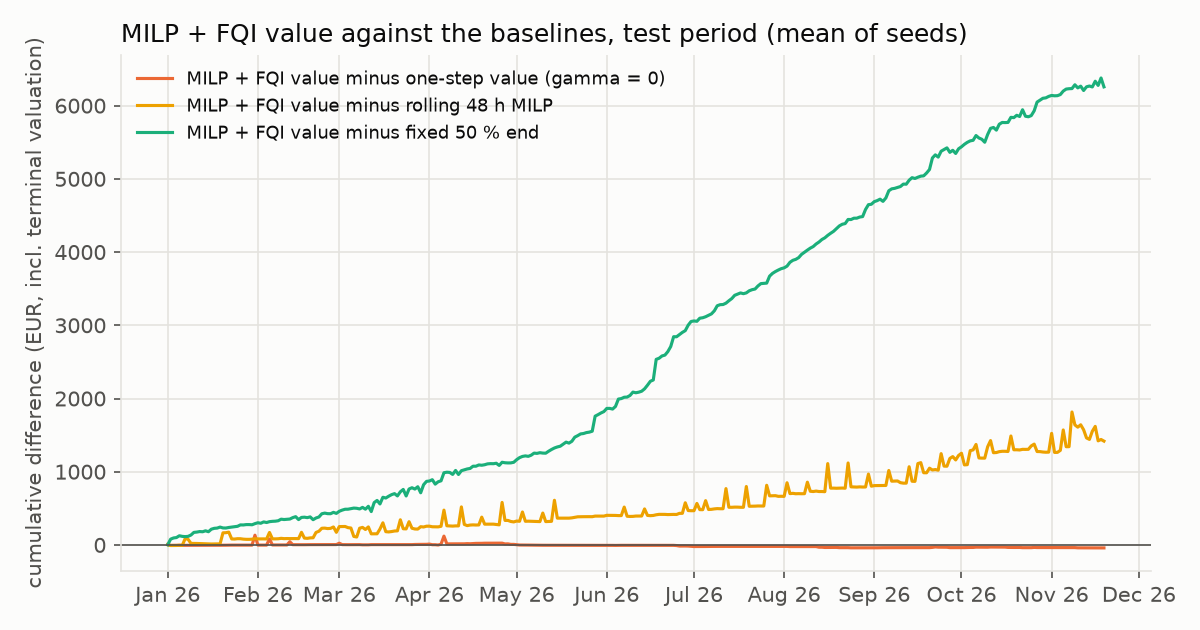 MILP + FQI value against the baselines, test period (mean of seeds)
MILP + FQI value minus one-step value (gamma = 0)
MILP + FQI value minus rolling 48 h MILP
MILP + FQI value minus fixed 50 % end
cumulative difference (EUR, incl. terminal valuation)
6000
5000
4000
3000
2000
1000
0
Jan 26 Feb 26 Mar 26 Apr 26 May 26 Jun 26 Jul 26 Aug 26 Sep 26 Oct 26 Nov 26 Dec 26